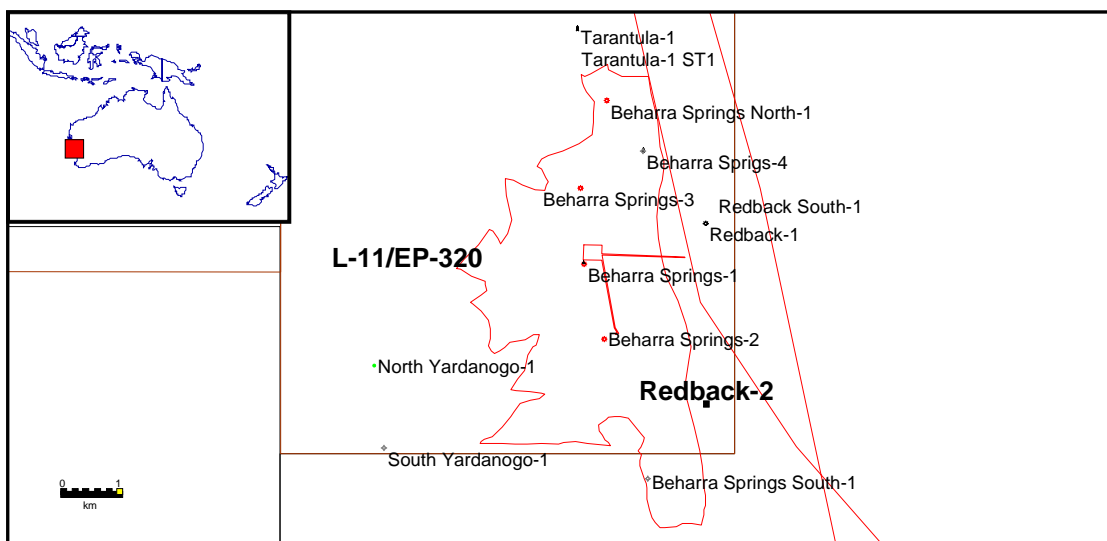 Tarantula-1
Tarantula-1 ST1
Beharra Springs North-1
Beharra Sprigs-4
Beharra Springs-3
Redback South-1
Redback-1
L-11/EP-320
Beharra Springs-1
Beharra Springs-2
North Yardanogo-1
Redback-2
South Yardanogo-1
Beharra Springs South-1
0 1
km